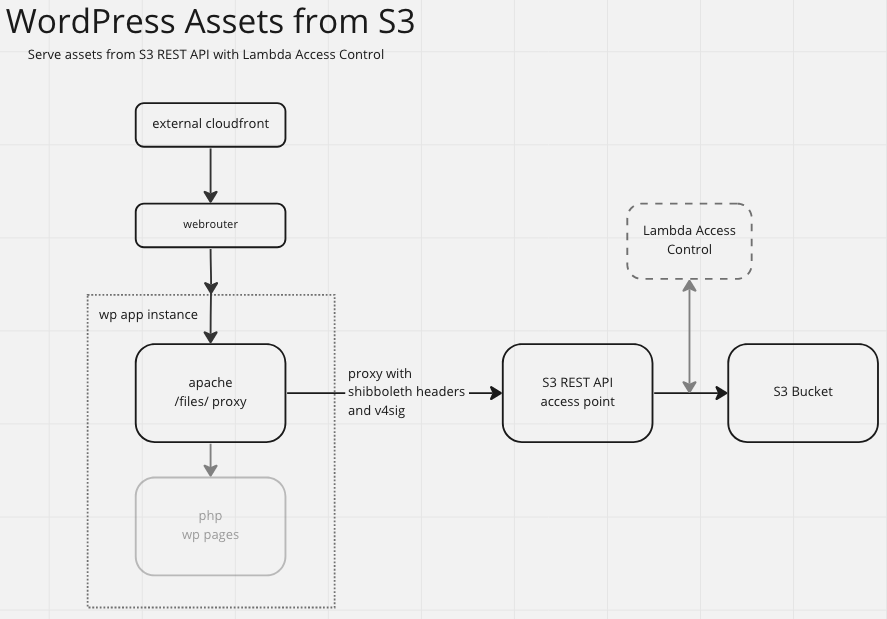 WordPress Assets from S3
Serve assets from S3 REST API with Lambda Access Control
external cloudfront
webrouter
Lambda Access
Control
wp app instance
apache
/files/ proxy
proxy with
shibboleth headers
and v4sig
S3 REST API
access point
S3 Bucket
php
wp pages